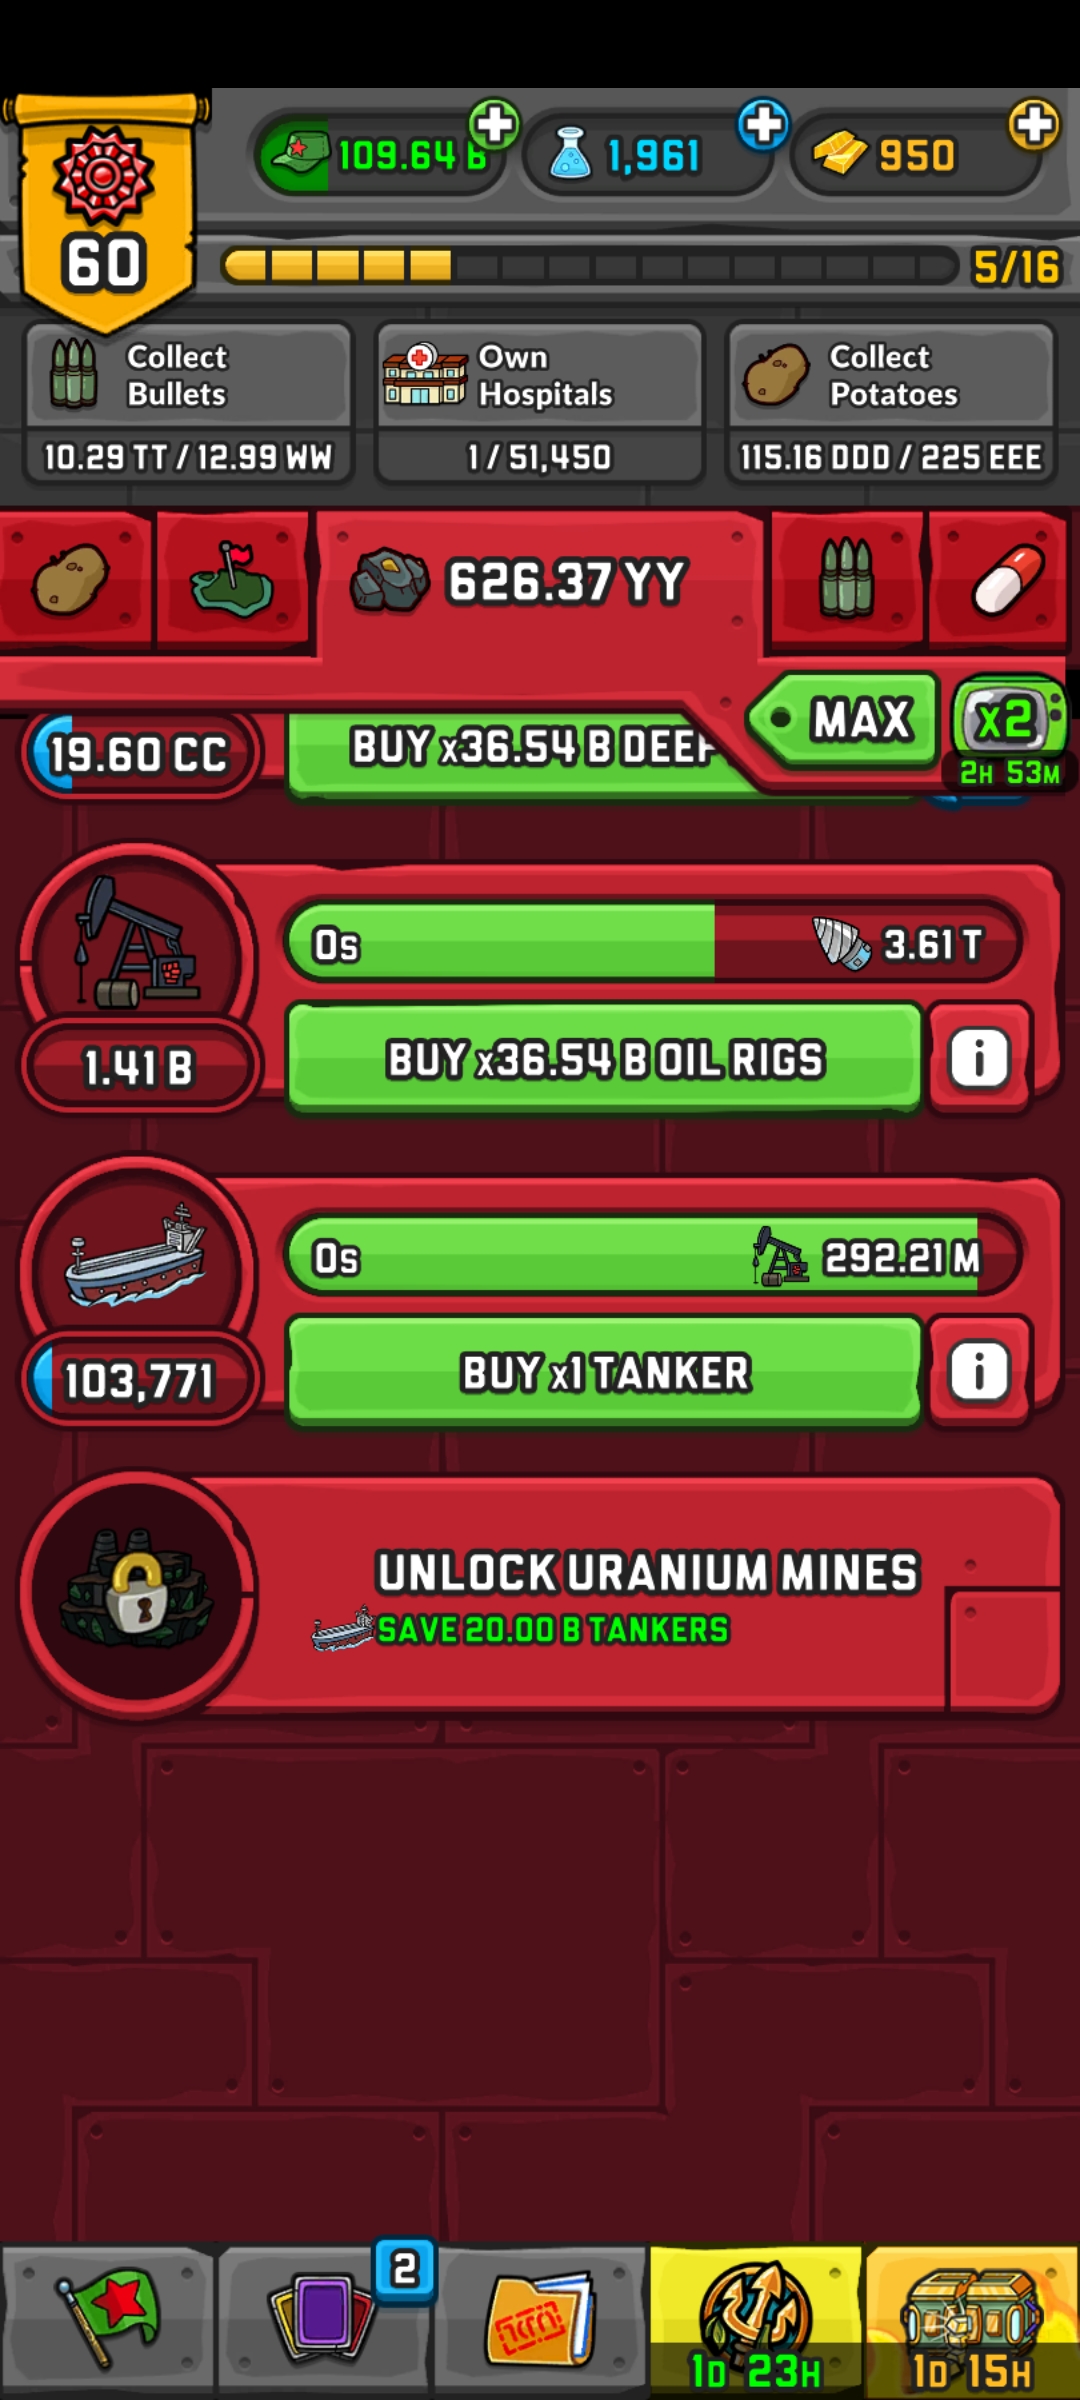 60
109.64 B
1,961
950
5/16
Collect
Bullets
10.29 TT / 12.99 WW
Own
Hospitals
1 / 51,450
Collect
Potatoes
115.16 DDD / 225 EEE
626.37 YY
MAX
x2
2H 53M
19.60 CC
BUY x36.54 B DEEP
0s
3.61 T
1.41 B
BUY x36.54 B OIL RIGS
i
0s
292.21 M
103,771
BUY x1 TANKER
i
UNLOCK URANIUM MINES
SAVE 20.00 B TANKERS
2
1D 23H
1D 15H